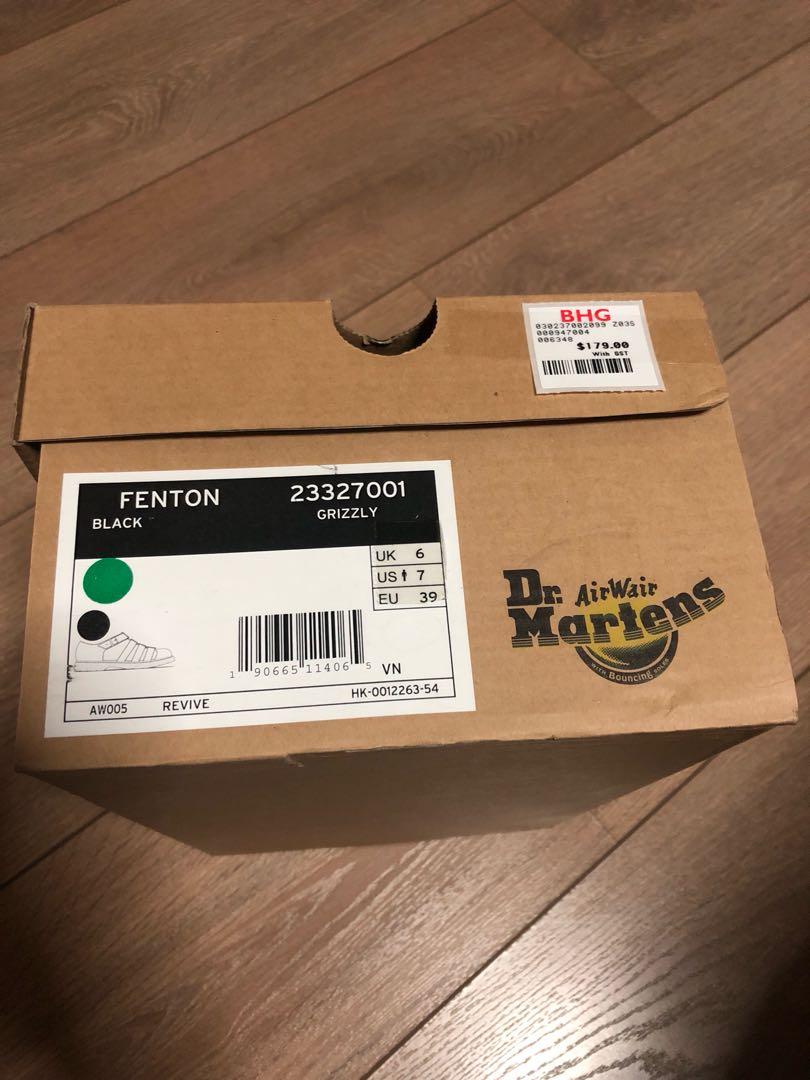 BHG
030237002099 Z035
000947004
006348 $179.00
With GST
FENTON 23327001
BLACK GRIZZLY
UK 6
US 7
EU 39
1 90665 11406 5 VN
AW005 REVIVE HK-0012263-54
Dr. AirWair
Martens
WITH Bouncing SOLES